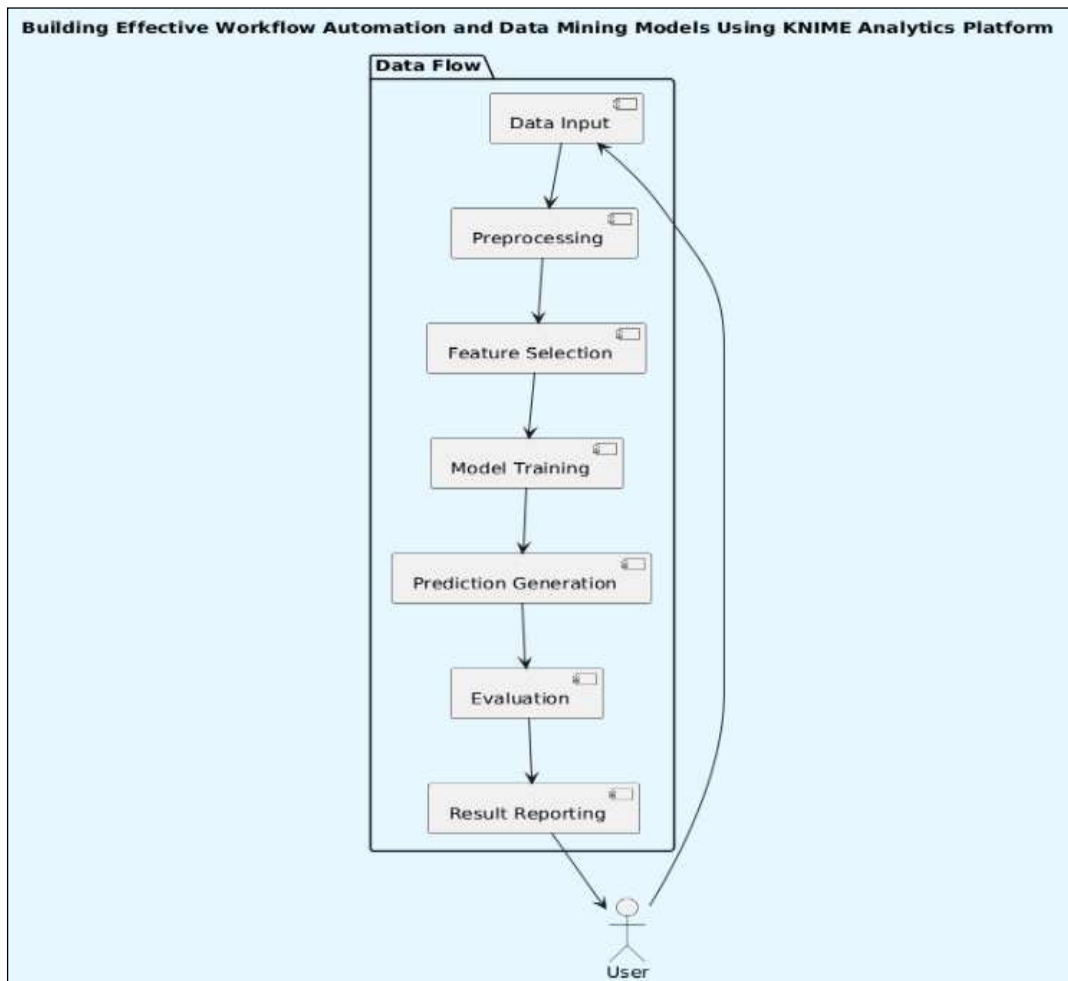 Building Effective Workflow Automation and Data Mining Models Using KNIME Analytics Platform
Data Flow
Data Input
Preprocessing
Feature Selection
Model Training
Prediction Generation
Evaluation
Result Reporting
User